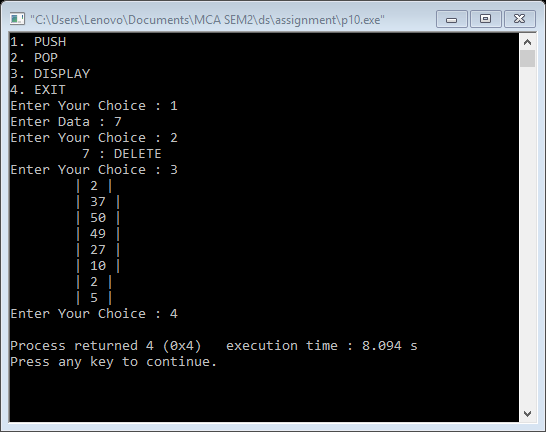 "C:\Users\Lenovo\Documents\MCA SEM2\ds\assignment\p10.exe"
1. PUSH
2. POP
3. DISPLAY
4. EXIT
Enter Your Choice : 1
Enter Data : 7
Enter Your Choice : 2
         7 : DELETE
Enter Your Choice : 3
        | 2 |
        | 37 |
        | 50 |
        | 49 |
        | 27 |
        | 10 |
        | 2 |
        | 5 |
Enter Your Choice : 4
Process returned 4 (0x4)   execution time : 8.094 s
Press any key to continue.